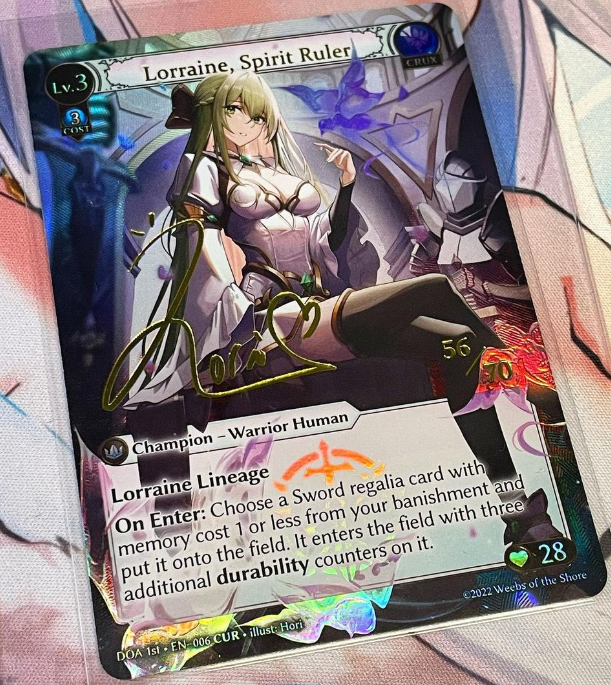 Lorraine, Spirit Ruler
Lv.3
CRUX
3
COST
56/70
Champion – Warrior Human
Lorraine Lineage
On Enter: Choose a Sword regalia card with
memory cost 1 or less from your banishment and
put it onto the field. It enters the field with three
additional durability counters on it.
28
©2022 Weebs of the Shore
DOA 1st • EN-006 CUR • illust: Hori